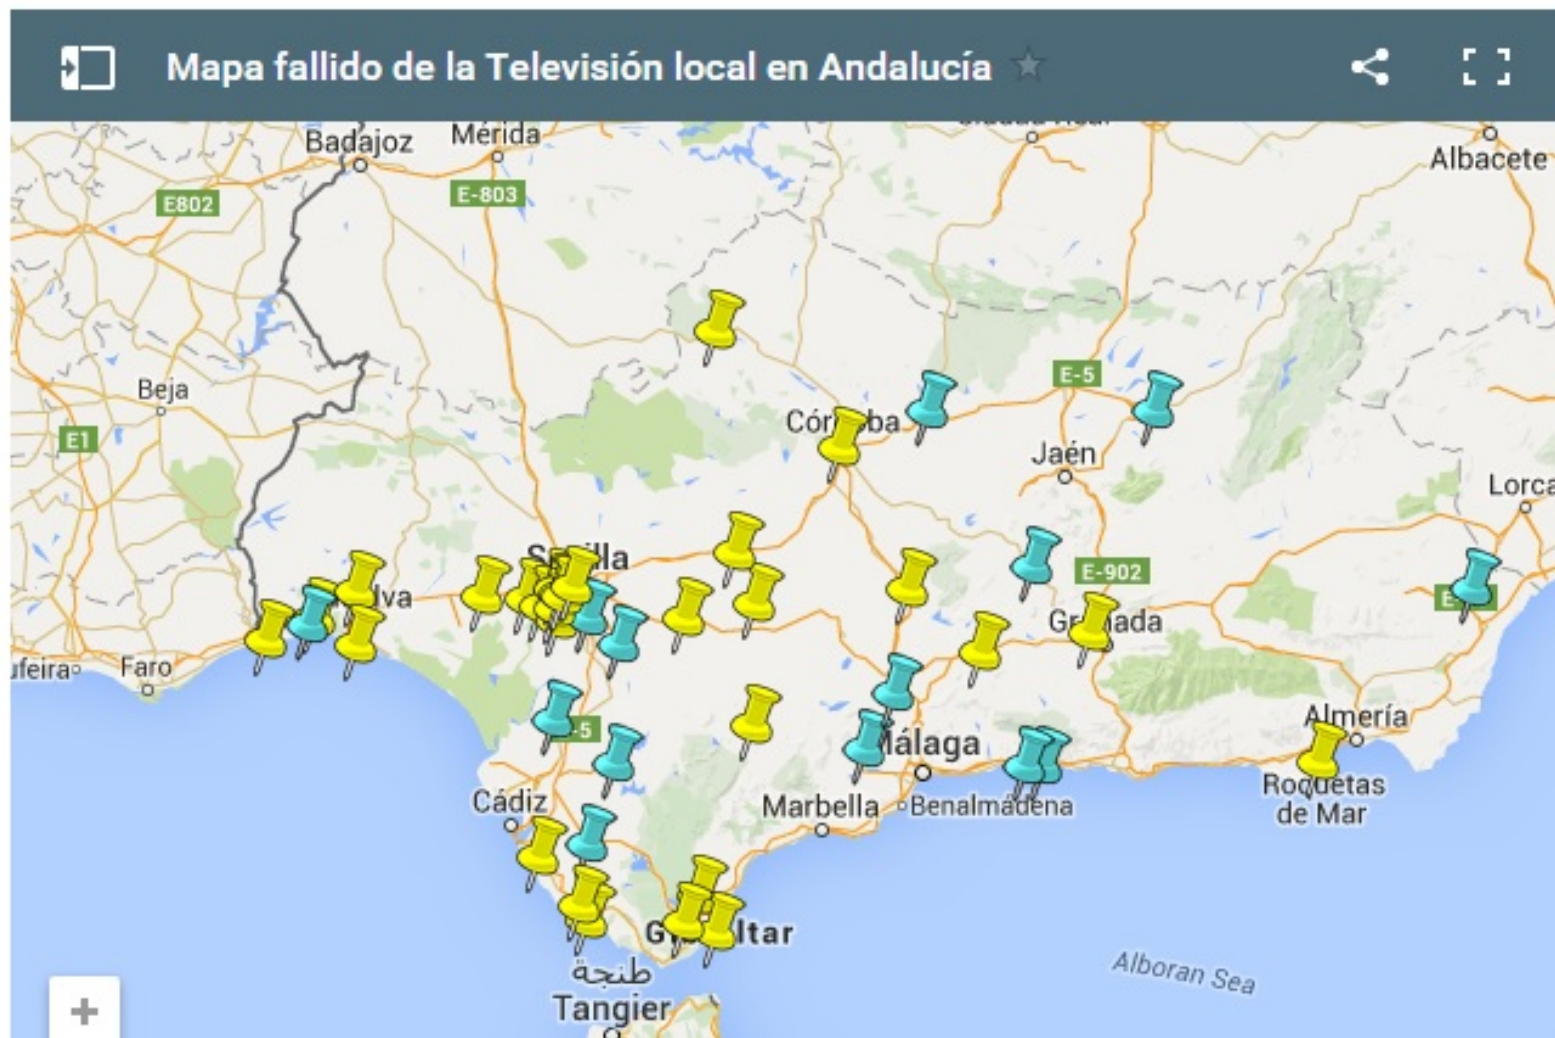 Mapa fallido de la Televisión local en Andalucía
Badajoz
Mérida
Albacete
E802
E-803
Beja
E-5
E1
Jaén
Lorca
E-902
Faro
Almería
Málaga
Cádiz
Marbella
Benalmádena
Roquetas
de Mar
طنجة
Tangier
Alboran Sea
+